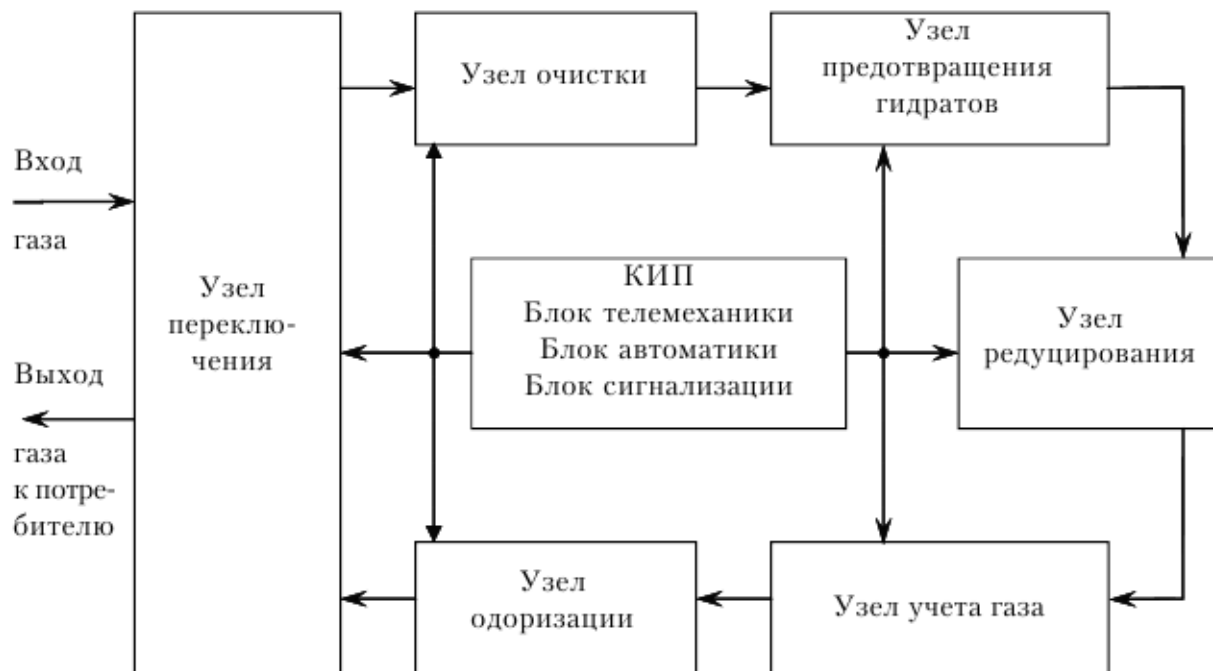 Вход
газа
Выход
газа
к потре-
бителю
Узел
переклю-
чения
Узел очистки
Узел
предотвращения
гидратов
КИП
Блок телемеханики
Блок автоматики
Блок сигнализации
Узел
редуцирования
Узел
одоризации
Узел учета газа